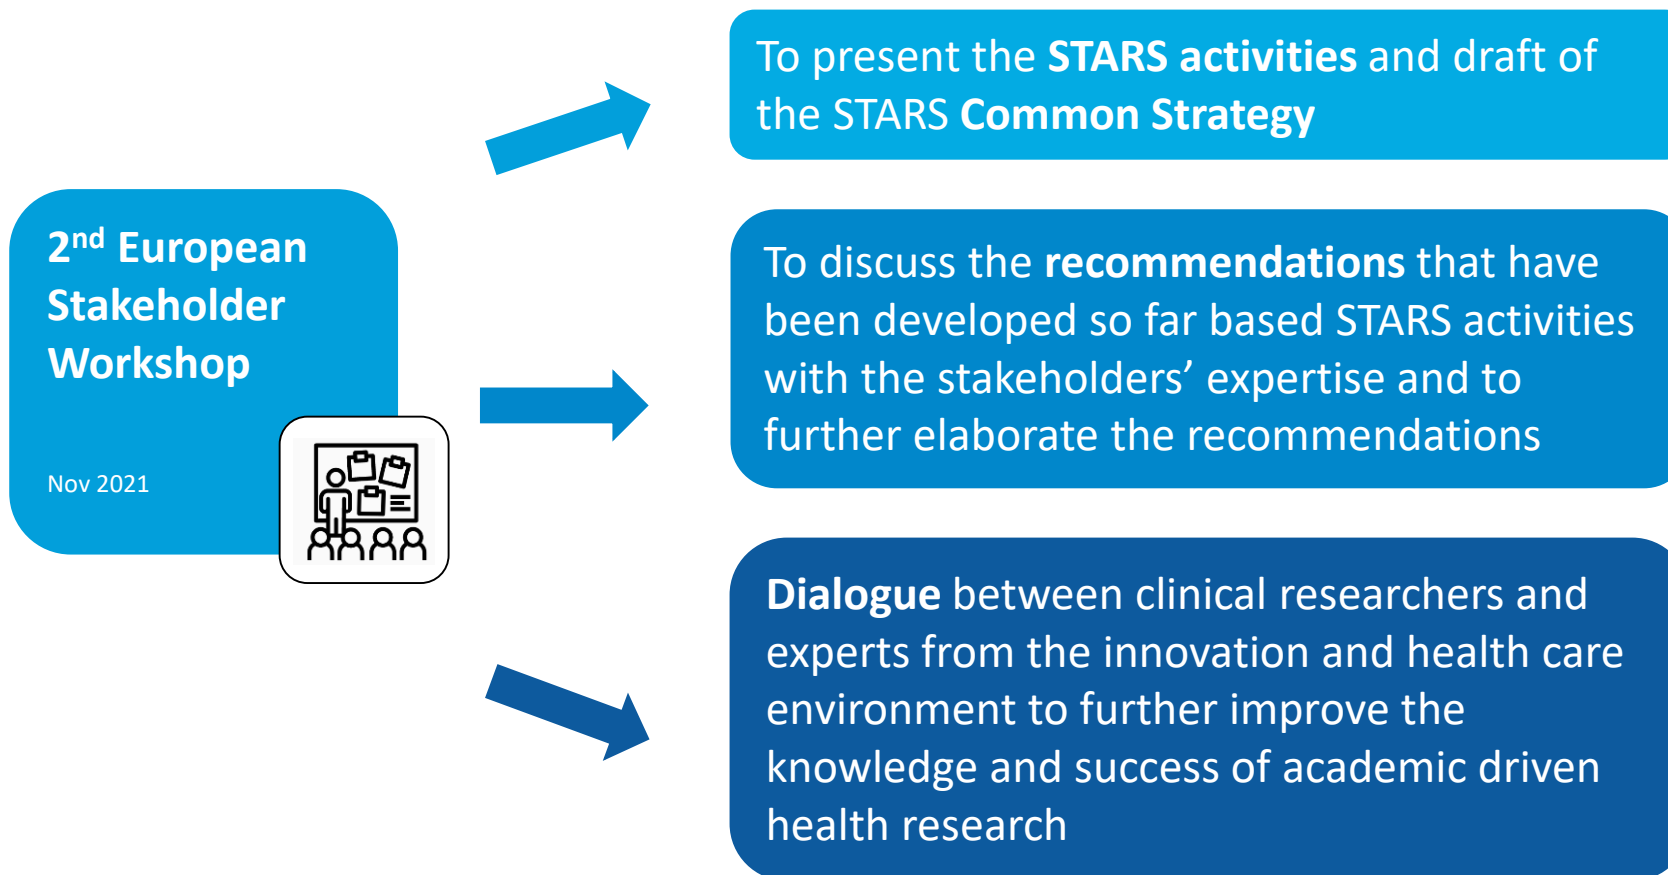 2nd European
Stakeholder
Workshop
Nov 2021
To present the STARS activities and draft of
the STARS Common Strategy
To discuss the recommendations that have
been developed so far based STARS activities
with the stakeholders’ expertise and to
further elaborate the recommendations
Dialogue between clinical researchers and
experts from the innovation and health care
environment to further improve the
knowledge and success of academic driven
health research